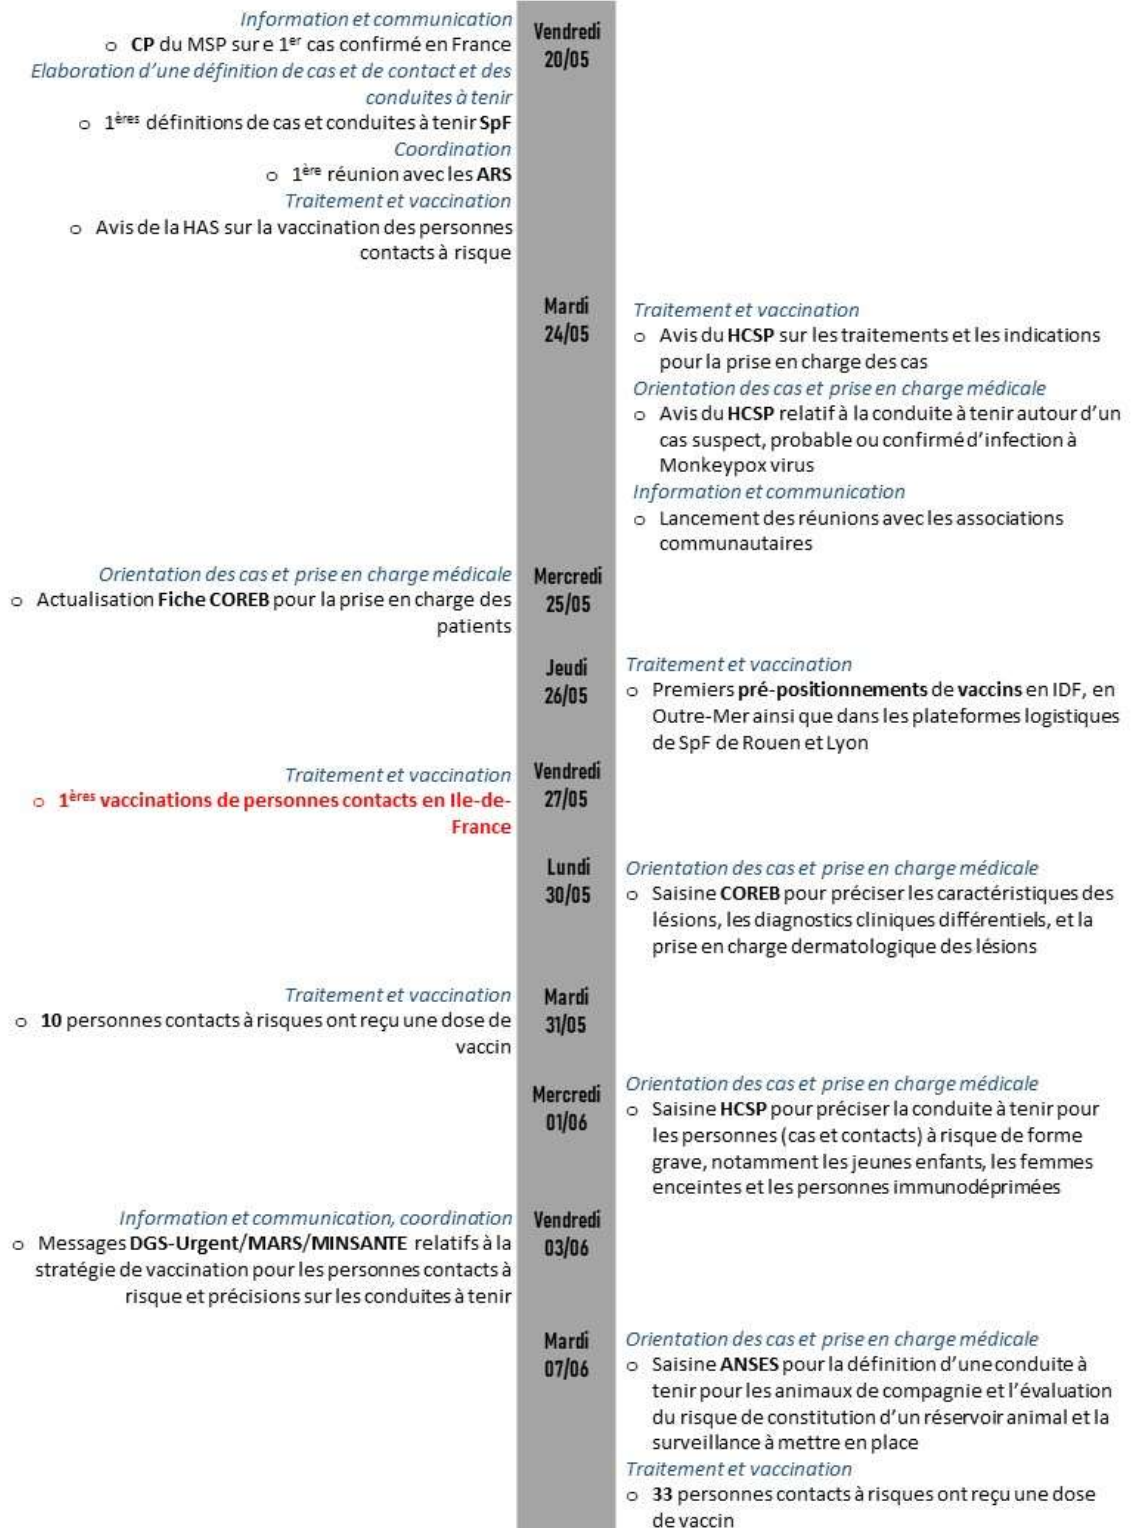 Information et communication
Vendredi
20/05
o CP du MSP sur e 1er cas confirmé en France
Elaboration d'une définition de cas et de contact et des
conduites à tenir
o 1ères définitions de cas et conduites à tenir SpF
Coordination
o 1ère réunion avec les ARS
Traitement et vaccination
o Avis de la HAS sur la vaccination des personnes
contacts à risque
Mardi
24/05
Traitement et vaccination
o Avis du HCSP sur les traitements et les indications
pour la prise en charge des cas
Orientation des cas et prise en charge médicale
o Avis du HCSP relatif à la conduite à tenir autour d'un
cas suspect, probable ou confirmé d'infection à
Monkeypox virus
Information et communication
o Lancement des réunions avec les associations
communautaires
Orientation des cas et prise en charge médicale
Mercredi
25/05
o Actualisation Fiche COREB pour la prise en charge des
patients
Jeudi
26/05
Traitement et vaccination
o Premiers pré-positionnements de vaccins en IDF, en
Outre-Mer ainsi que dans les plateformes logistiques
de SpF de Rouen et Lyon
Traitement et vaccination
Vendredi
27/05
o 1ères vaccinations de personnes contacts en Ile-de-
France
Lundi
30/05
Orientation des cas et prise en charge médicale
o Saisine COREB pour préciser les caractéristiques des
lésions, les diagnostics cliniques différentiels, et la
prise en charge dermatologique des lésions
Traitement et vaccination
Mardi
31/05
o 10 personnes contacts à risques ont reçu une dose de
vaccin
Mercredi
01/06
Orientation des cas et prise en charge médicale
o Saisine HCSP pour préciser la conduite à tenir pour
les personnes (cas et contacts) à risque de forme
grave, notamment les jeunes enfants, les femmes
enceintes et les personnes immunodéprimées
Information et communication, coordination
Vendredi
03/06
o Messages DGS-Urgent/MARS/MINSANTE relatifs à la
stratégie de vaccination pour les personnes contacts à
risque et précisions sur les conduites à tenir
Mardi
07/06
Orientation des cas et prise en charge médicale
o Saisine ANSES pour la définition d'une conduite à
tenir pour les animaux de compagnie et l'évaluation
du risque de constitution d'un réservoir animal et la
surveillance à mettre en place
Traitement et vaccination
o 33 personnes contacts à risques ont reçu une dose
de vaccin